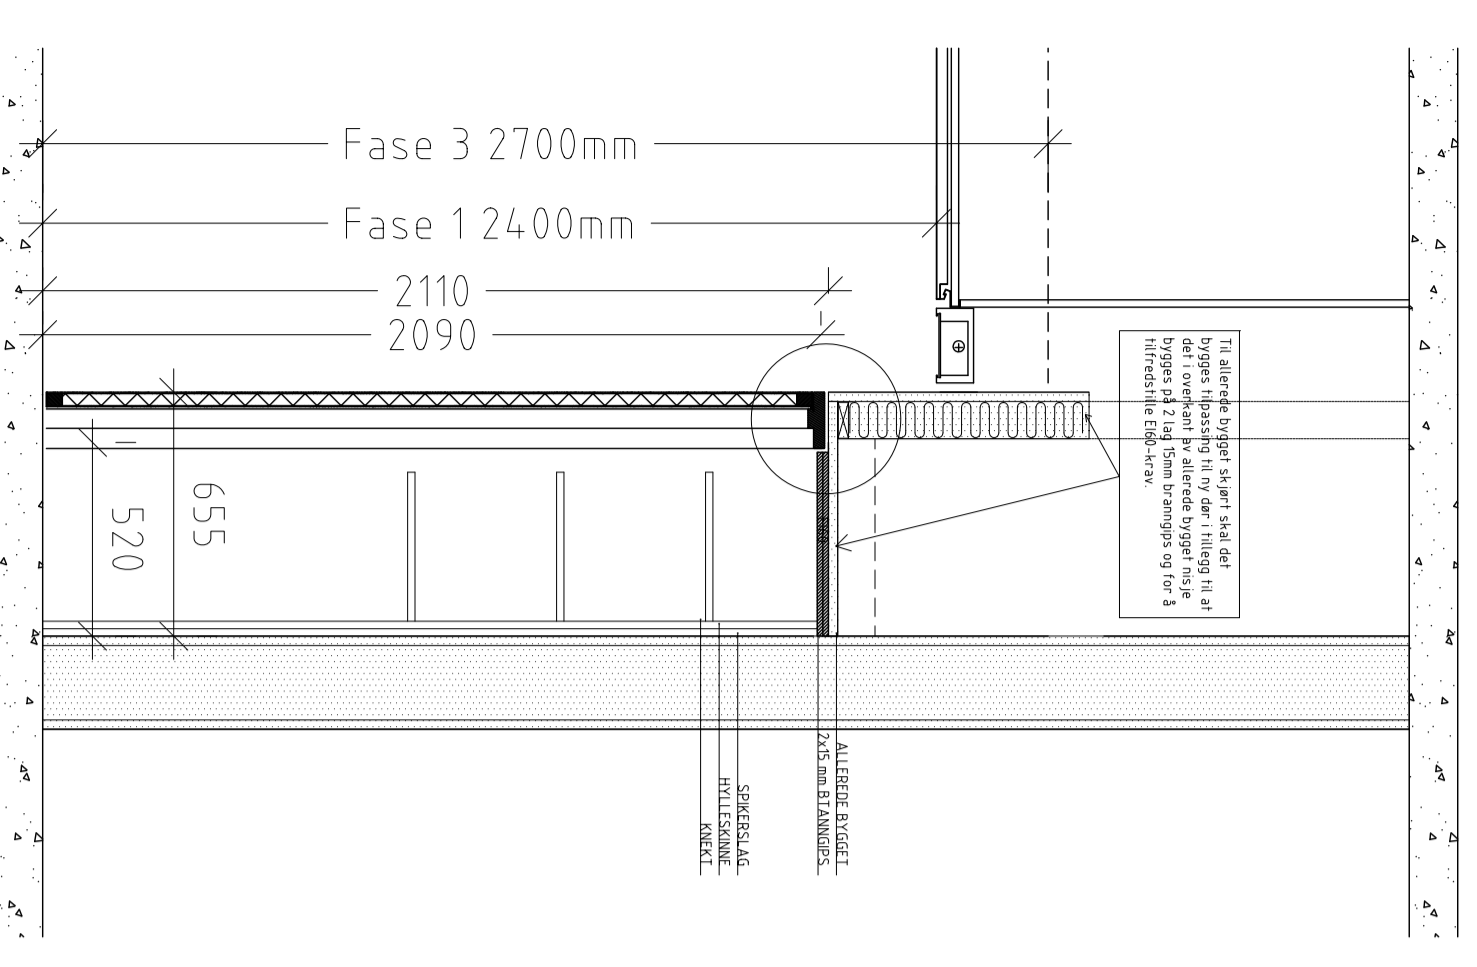 Fase 3 2700mm
Fase 1 2400mm
2110
2090
655
520
Til allerede bygget skjørt skal det
bygges tilpassing til ny dør i tillegg til at
det i overkant av allerede bygget nisje
bygges på 2 lag 15mm branngips og for å
tilfredstille EI60-krav.
ALLEREDE BYGGET
2x15 mm BTANNGIPS
SPIKERSLAG
HYLLESKINNE
KNEKT